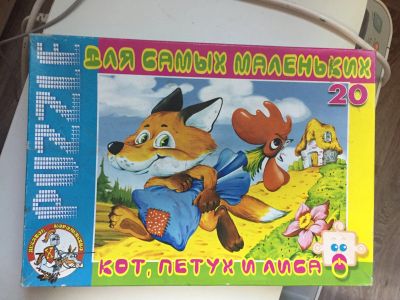 PUZZLE
ДЛЯ САМЫХ МАЛЕНЬКИХ
20
КОТ, ПЕТУХ И ЛИСА